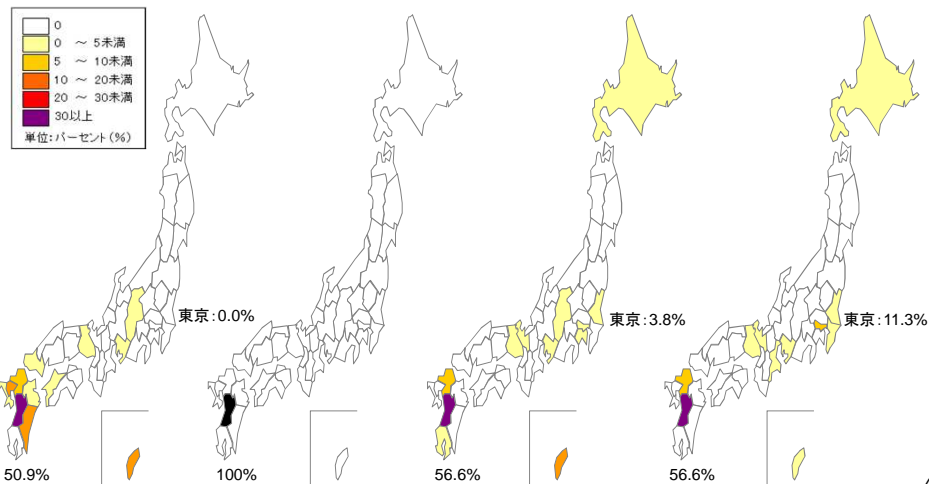 0
0 ～ 5未満
5 ～ 10未満
10 ～ 20未満
20 ～ 30未満
30以上
単位：パーセント(％)
東京：0.0%
東京：3.8%
東京：11.3%
50.9%
100%
56.6%
56.6%